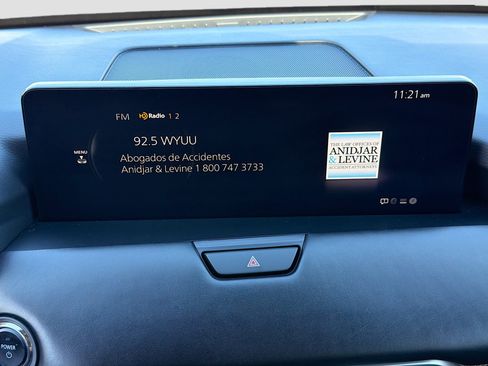 11:21 am
FM HD Radio 1 2
92.5 WYUU
MENU
Abogados de Accidentes
Anidjar & Levine 1 800 747 3733
THE LAW OFFICES OF
ANIDJAR
& LEVINE
ACCIDENT ATTORNEYS
POWER